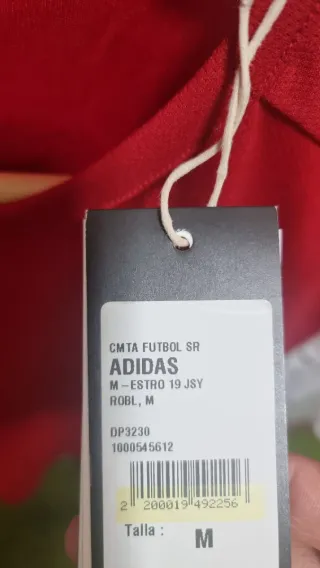 CMTA FUTBOL SR
ADIDAS
M-ESTRO 19 JSY
ROBL, M
DP3230
1000545612
2 200019 492256
Talla : M